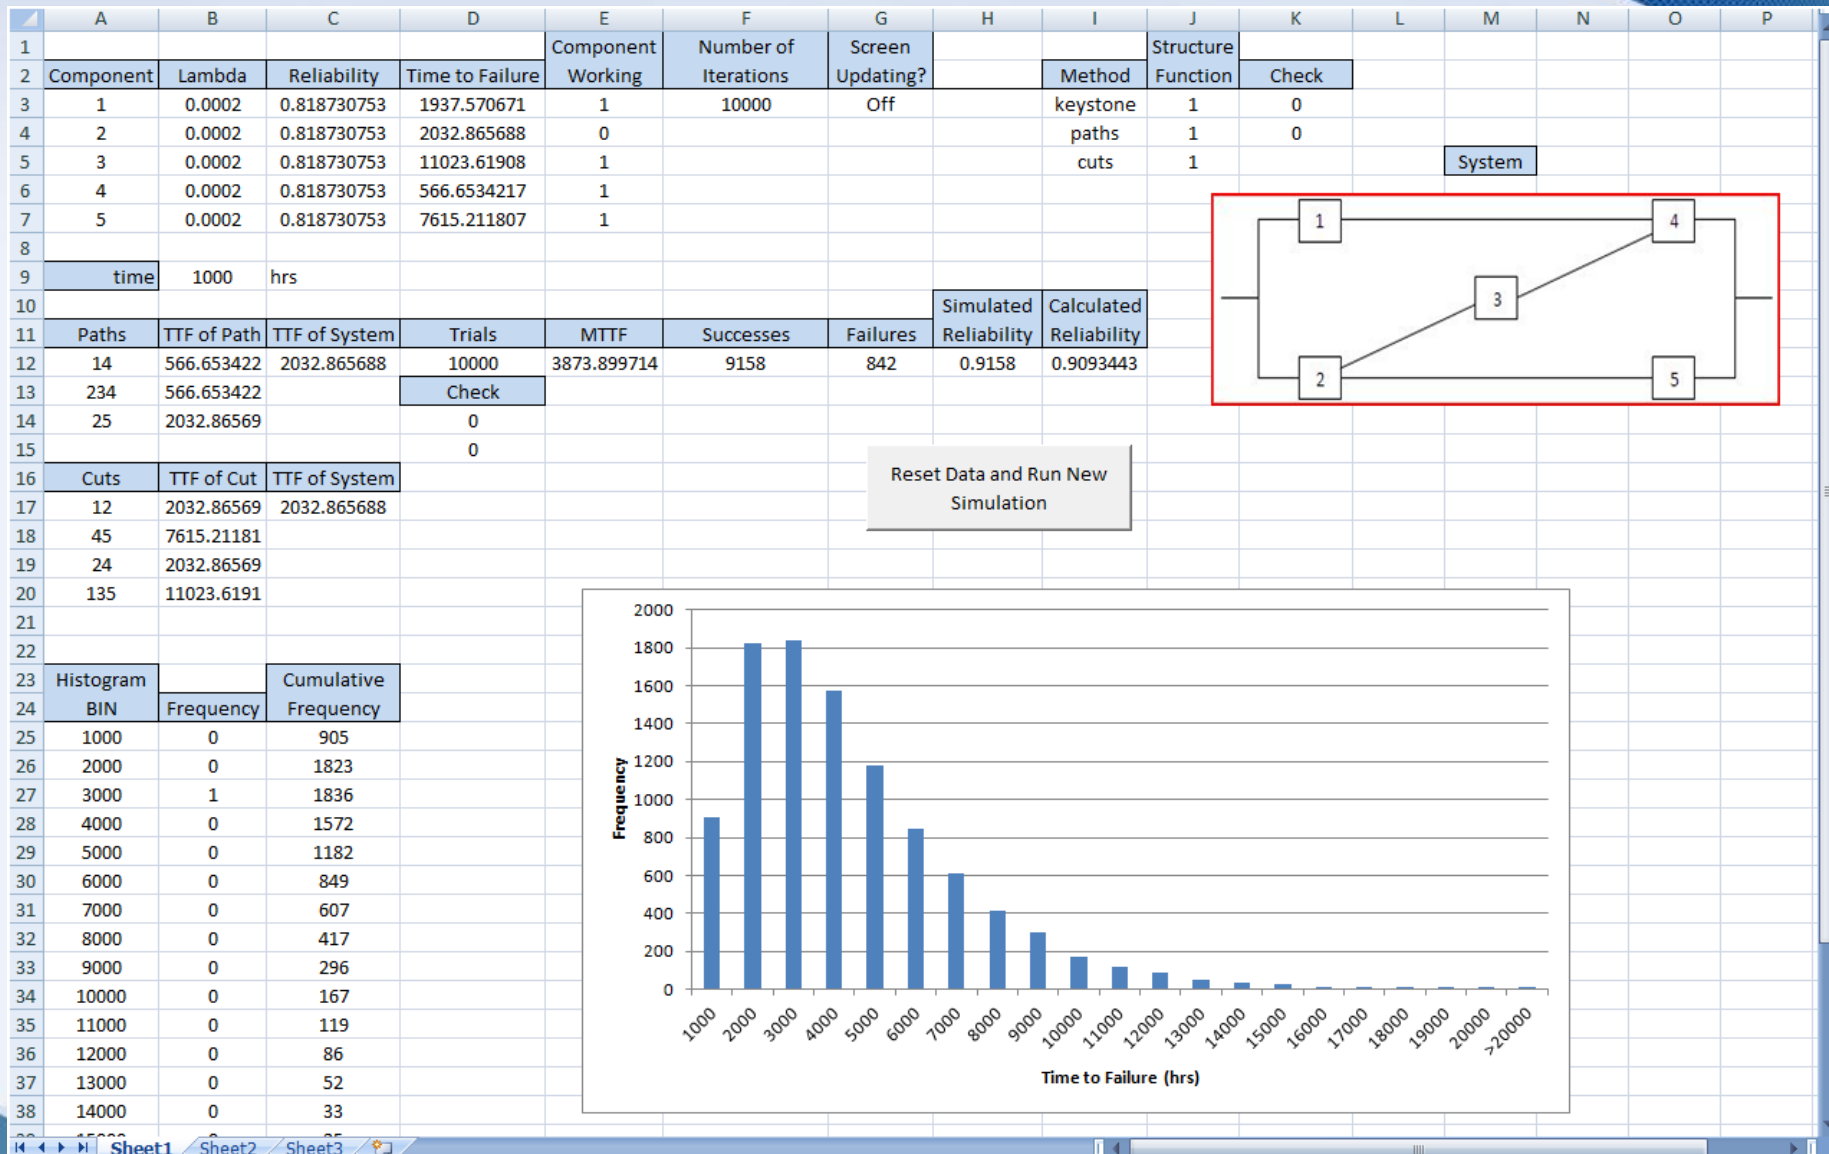 A B C D E F G H I J K L M N O P
1 Component Number of Screen Structure
2 Component Lambda Reliability Time to Failure Working Iterations Updating? Method Function Check
3 1 0.0002 0.818730753 1937.570671 1 10000 Off keystone 1 0
4 2 0.0002 0.818730753 2032.865688 0 paths 1 0
5 3 0.0002 0.818730753 11023.61908 1 cuts 1 System
6 4 0.0002 0.818730753 566.6534217 1
7 5 0.0002 0.818730753 7615.211807 1
1 4
8
9 time 1000 hrs
3
10 Simulated Calculated
11 Paths TTF of Path TTF of System Trials MTTF Successes Failures Reliability Reliability
12 14 566.653422 2032.865688 10000 3873.899714 9158 842 0.9158 0.9093443
2 5
13 234 566.653422 Check
14 25 2032.86569 0
15 0
16 Cuts TTF of Cut TTF of System
Reset Data and Run New
Simulation
17 12 2032.86569 2032.865688
18 45 7615.21181
19 24 2032.86569
20 135 11023.6191
21
22
23 Histogram Cumulative
24 BIN Frequency Frequency
25 1000 0 905
26 2000 0 1823
27 3000 1 1836
28 4000 0 1572
29 5000 0 1182
30 6000 0 849
31 7000 0 607
32 8000 0 417
33 9000 0 296
34 10000 0 167
35 11000 0 119
36 12000 0 86
37 13000 0 52
38 14000 0 33
2000
1800
1600
1400
1200
1000
800
600
400
200
0
Frequency
1000 2000 3000 4000 5000 6000 7000 8000 9000 10000 11000 12000 13000 14000 15000 16000 17000 18000 19000 20000 >20000
Time to Failure (hrs)
Sheet1 Sheet2 Sheet3